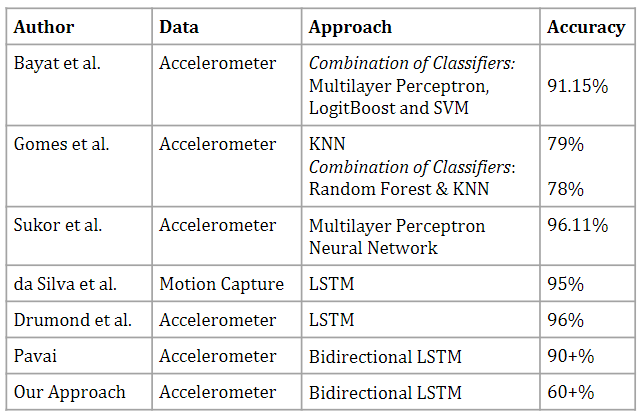 Author Data Approach Accuracy
Bayat et al. Accelerometer Combination of Classifiers:
Multilayer Perceptron, 91.15%
LogitBoost and SVM
Gomes et al. Accelerometer KNN 79%
Combination of Classifiers:
Random Forest & KNN 78%
Sukor et al. Accelerometer Multilayer Perceptron 96.11%
Neural Network
da Silva et al. Motion Capture LSTM 95%
Drumond et al. Accelerometer LSTM 96%
Pavai Accelerometer Bidirectional LSTM 90+%
Our Approach Accelerometer Bidirectional LSTM 60+%